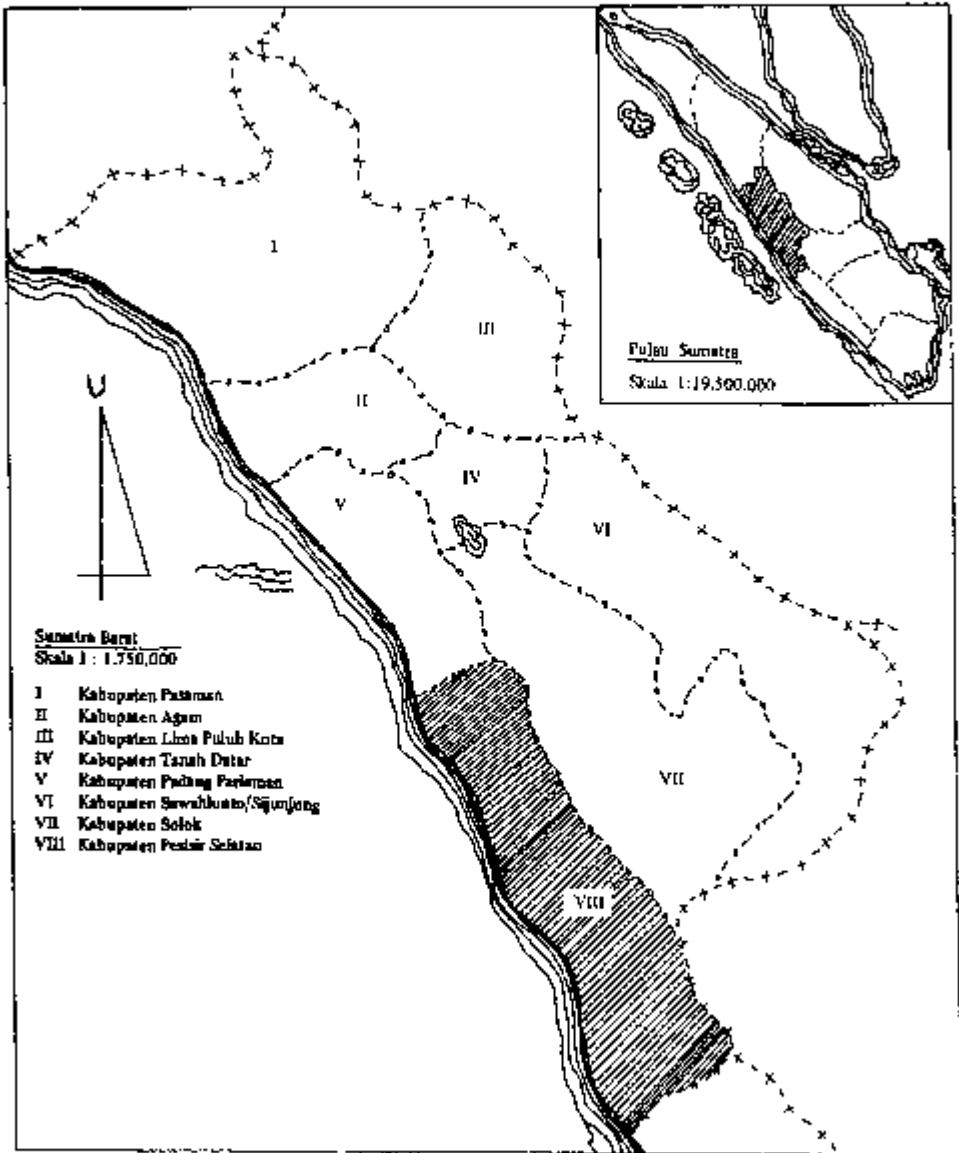 I
III
II
IV
V
VI
VII
VIII
U
Pulau Sumatra
Skala 1:19.500.000
Sumatra Barat
Skala 1 : 1.750.000
I Kabupaten Pasaman
II Kabupaten Agam
III Kabupaten Lima Puluh Kota
IV Kabupaten Tanah Datar
V Kabupaten Padang Pariaman
VI Kabupaten Sawahlunto/Sijunjung
VII Kabupaten Solok
VIII Kabupaten Pesisir Selatan